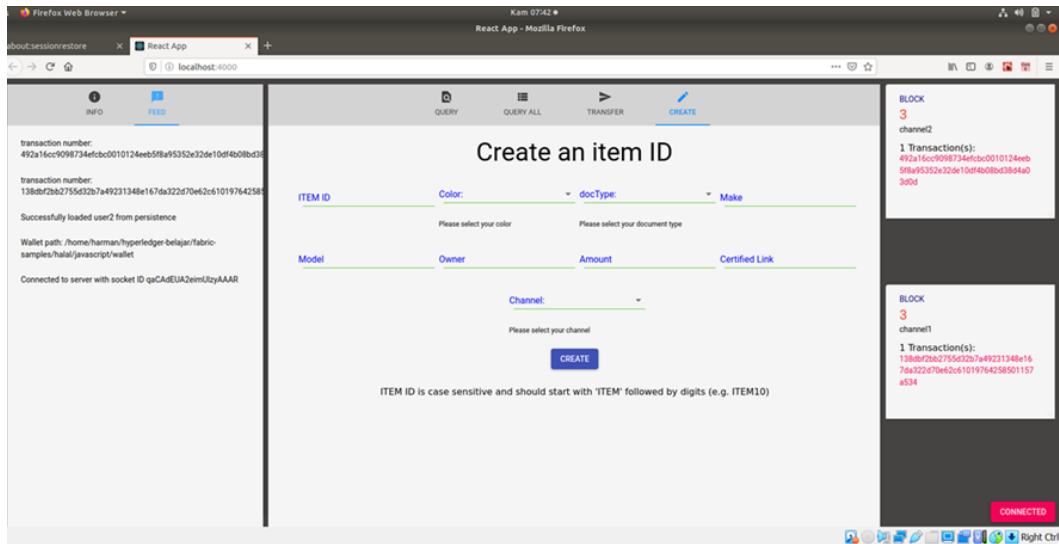 Firefox Web Browser
Kam 07:42
React App - Mozilla Firefox
about:sessionrestore
React App
localhost:4000
INFO
FEED
transaction number:
492a16cc9098734efcbc0010124eeb5f8a95352e32de10df4b08bd38
transaction number:
138dbf2bb2755d32b7a49231348e167da322d70e62c610197642585
Successfully loaded user2 from persistence
Wallet path: /home/harman/hyperledger-belajar/fabric-
samples/halal/javascript/wallet
Connected to server with socket ID qaCAdEUA2eimUlzyAAAR
QUERY
QUERY ALL
TRANSFER
CREATE
Create an item ID
ITEM ID
Color:
docType:
Make
Please select your color
Please select your document type
Model
Owner
Amount
Certified Link
Channel:
Please select your channel
CREATE
ITEM ID is case sensitive and should start with 'ITEM' followed by digits (e.g. ITEM10)
BLOCK
3
channel2
1 Transaction(s):
492a16cc9098734efcbc0010124eeb
5f8a95352e32de10df4b08bd38d4a0
3d0d
BLOCK
3
channel1
1 Transaction(s):
138dbf2bb2755d32b7a49231348e16
7da322d70e62c61019764258501157
a534
CONNECTED
Right Ctrl